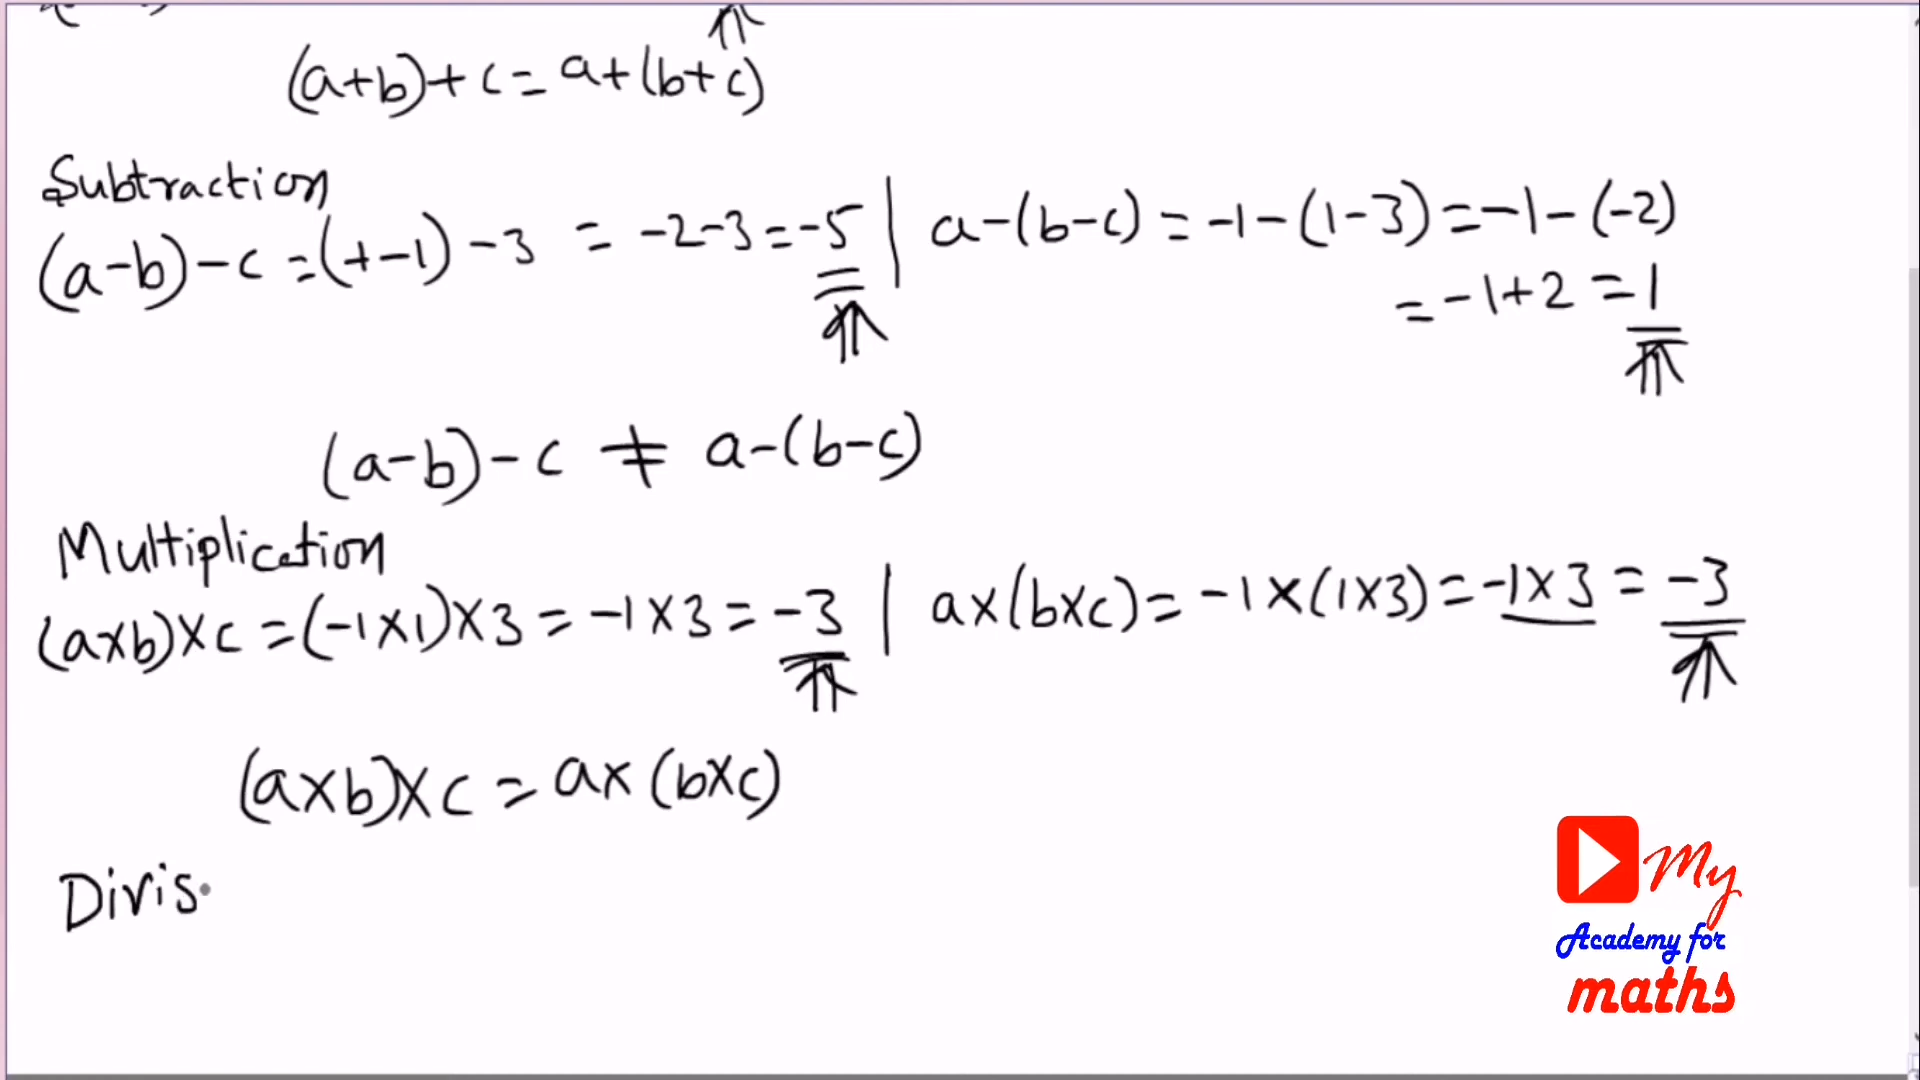 (a+b)+c=a+(b+c)
Subtraction
(a-b)-c=(+-1)-3 = -2-3=-5 | a-(b-c) = -1-(1-3)=-1-(-2)
= -1+2 = 1
(a-b)-c ≠ a-(b-c)
Multiplication
(a×b)×c =(-1×1)×3 = -1×3 = -3 | a×(b×c)= -1×(1×3)=-1×3 = -3
(a×b)×c = a×(b×c)
Divis
My
Academy for
maths